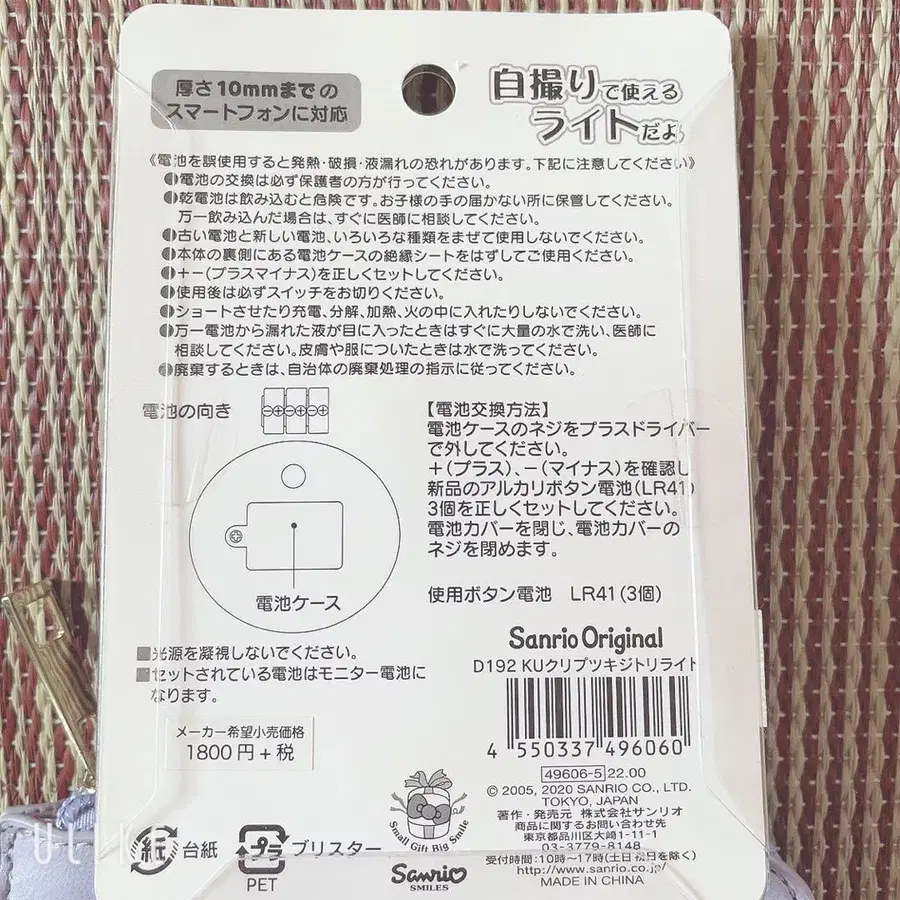 厚さ10mmまでの
スマートフォンに対応
自撮りで使える
ライトだよ
《電池を誤使用すると発熱・破損・液漏れの恐れがあります。下記に注意してください》
●電池の交換は必ず保護者の方が行ってください。
●乾電池は飲み込むと危険です。お子様の手の届かない所に保管してください。
万一飲み込んだ場合は、すぐに医師に相談してください。
●古い電池と新しい電池、いろいろな種類をまぜて使用しないでください。
●本体の裏側にある電池ケースの絶縁シートをはずしてご使用ください。
●+-(プラスマイナス)を正しくセットしてください。
●使用後は必ずスイッチをお切りください。
●ショートさせたり充電、分解、加熱、火の中に入れたりしないでください。
●万一電池から漏れた液が目に入ったときはすぐに大量の水で洗い、医師に
相談してください。皮膚や服についたときは水で洗ってください。
●廃棄するときは、自治体の廃棄処理の指示に従ってください。
電池の向き
電池ケース
【電池交換方法】
電池ケースのネジをプラスドライバー
で外してください。
+(プラス)、-(マイナス)を確認し
新品のアルカリボタン電池(LR41)
3個を正しくセットしてください。
電池カバーを閉じ、電池カバーの
ネジを閉めます。
使用ボタン電池 LR41(3個)
■光源を凝視しないでください。
■セットされている電池はモニター電池に
なります。
メーカー希望小売価格
1800円+税
Sanrio Original
D192 KUクリプツキジトリライト
4 550337 496060
49606-5 22.00
© 2005, 2020 SANRIO CO., LTD.
TOKYO, JAPAN
著作・発売元 株式会社サンリオ
商品に関するお問い合わせ先
東京都品川区大崎1-11-1
03-3779-8148
受付時間:10時~17時(土日祝日を除く)
http://www.sanrio.co.jp/
MADE IN CHINA
Small Gift Big Smile
Sanrio
SMILES
紙 台紙
プラ ブリスター
PET
ULIKE